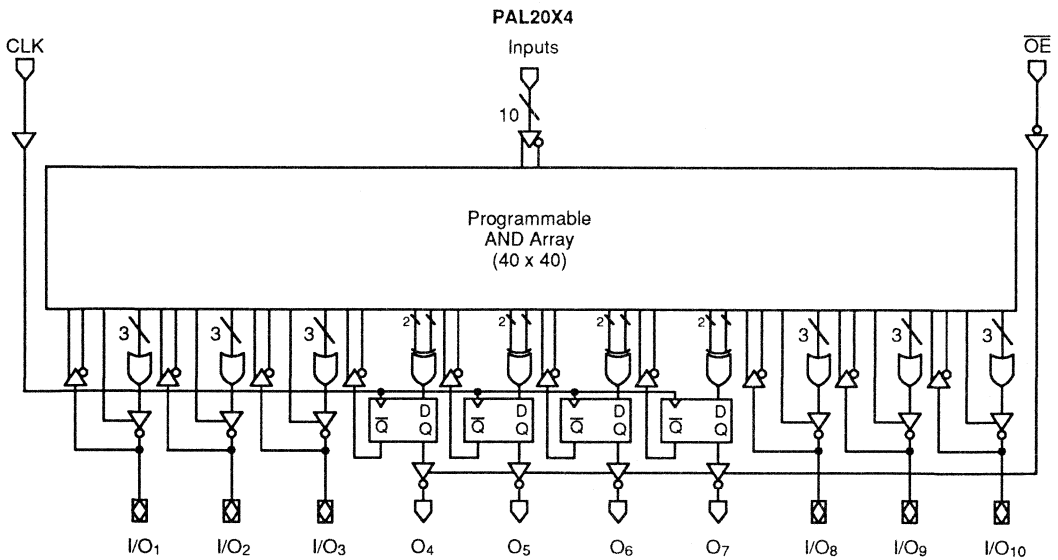 PAL20X4
CLK
Inputs
O̅E̅
10
Programmable
AND Array
(40 x 40)
3 3 3 2 2 2 2 3 3 3
D D D D
Q̅ Q Q̅ Q Q̅ Q Q̅ Q
I/O₁ I/O₂ I/O₃ O₄ O₅ O₆ O₇ I/O₈ I/O₉ I/O₁₀